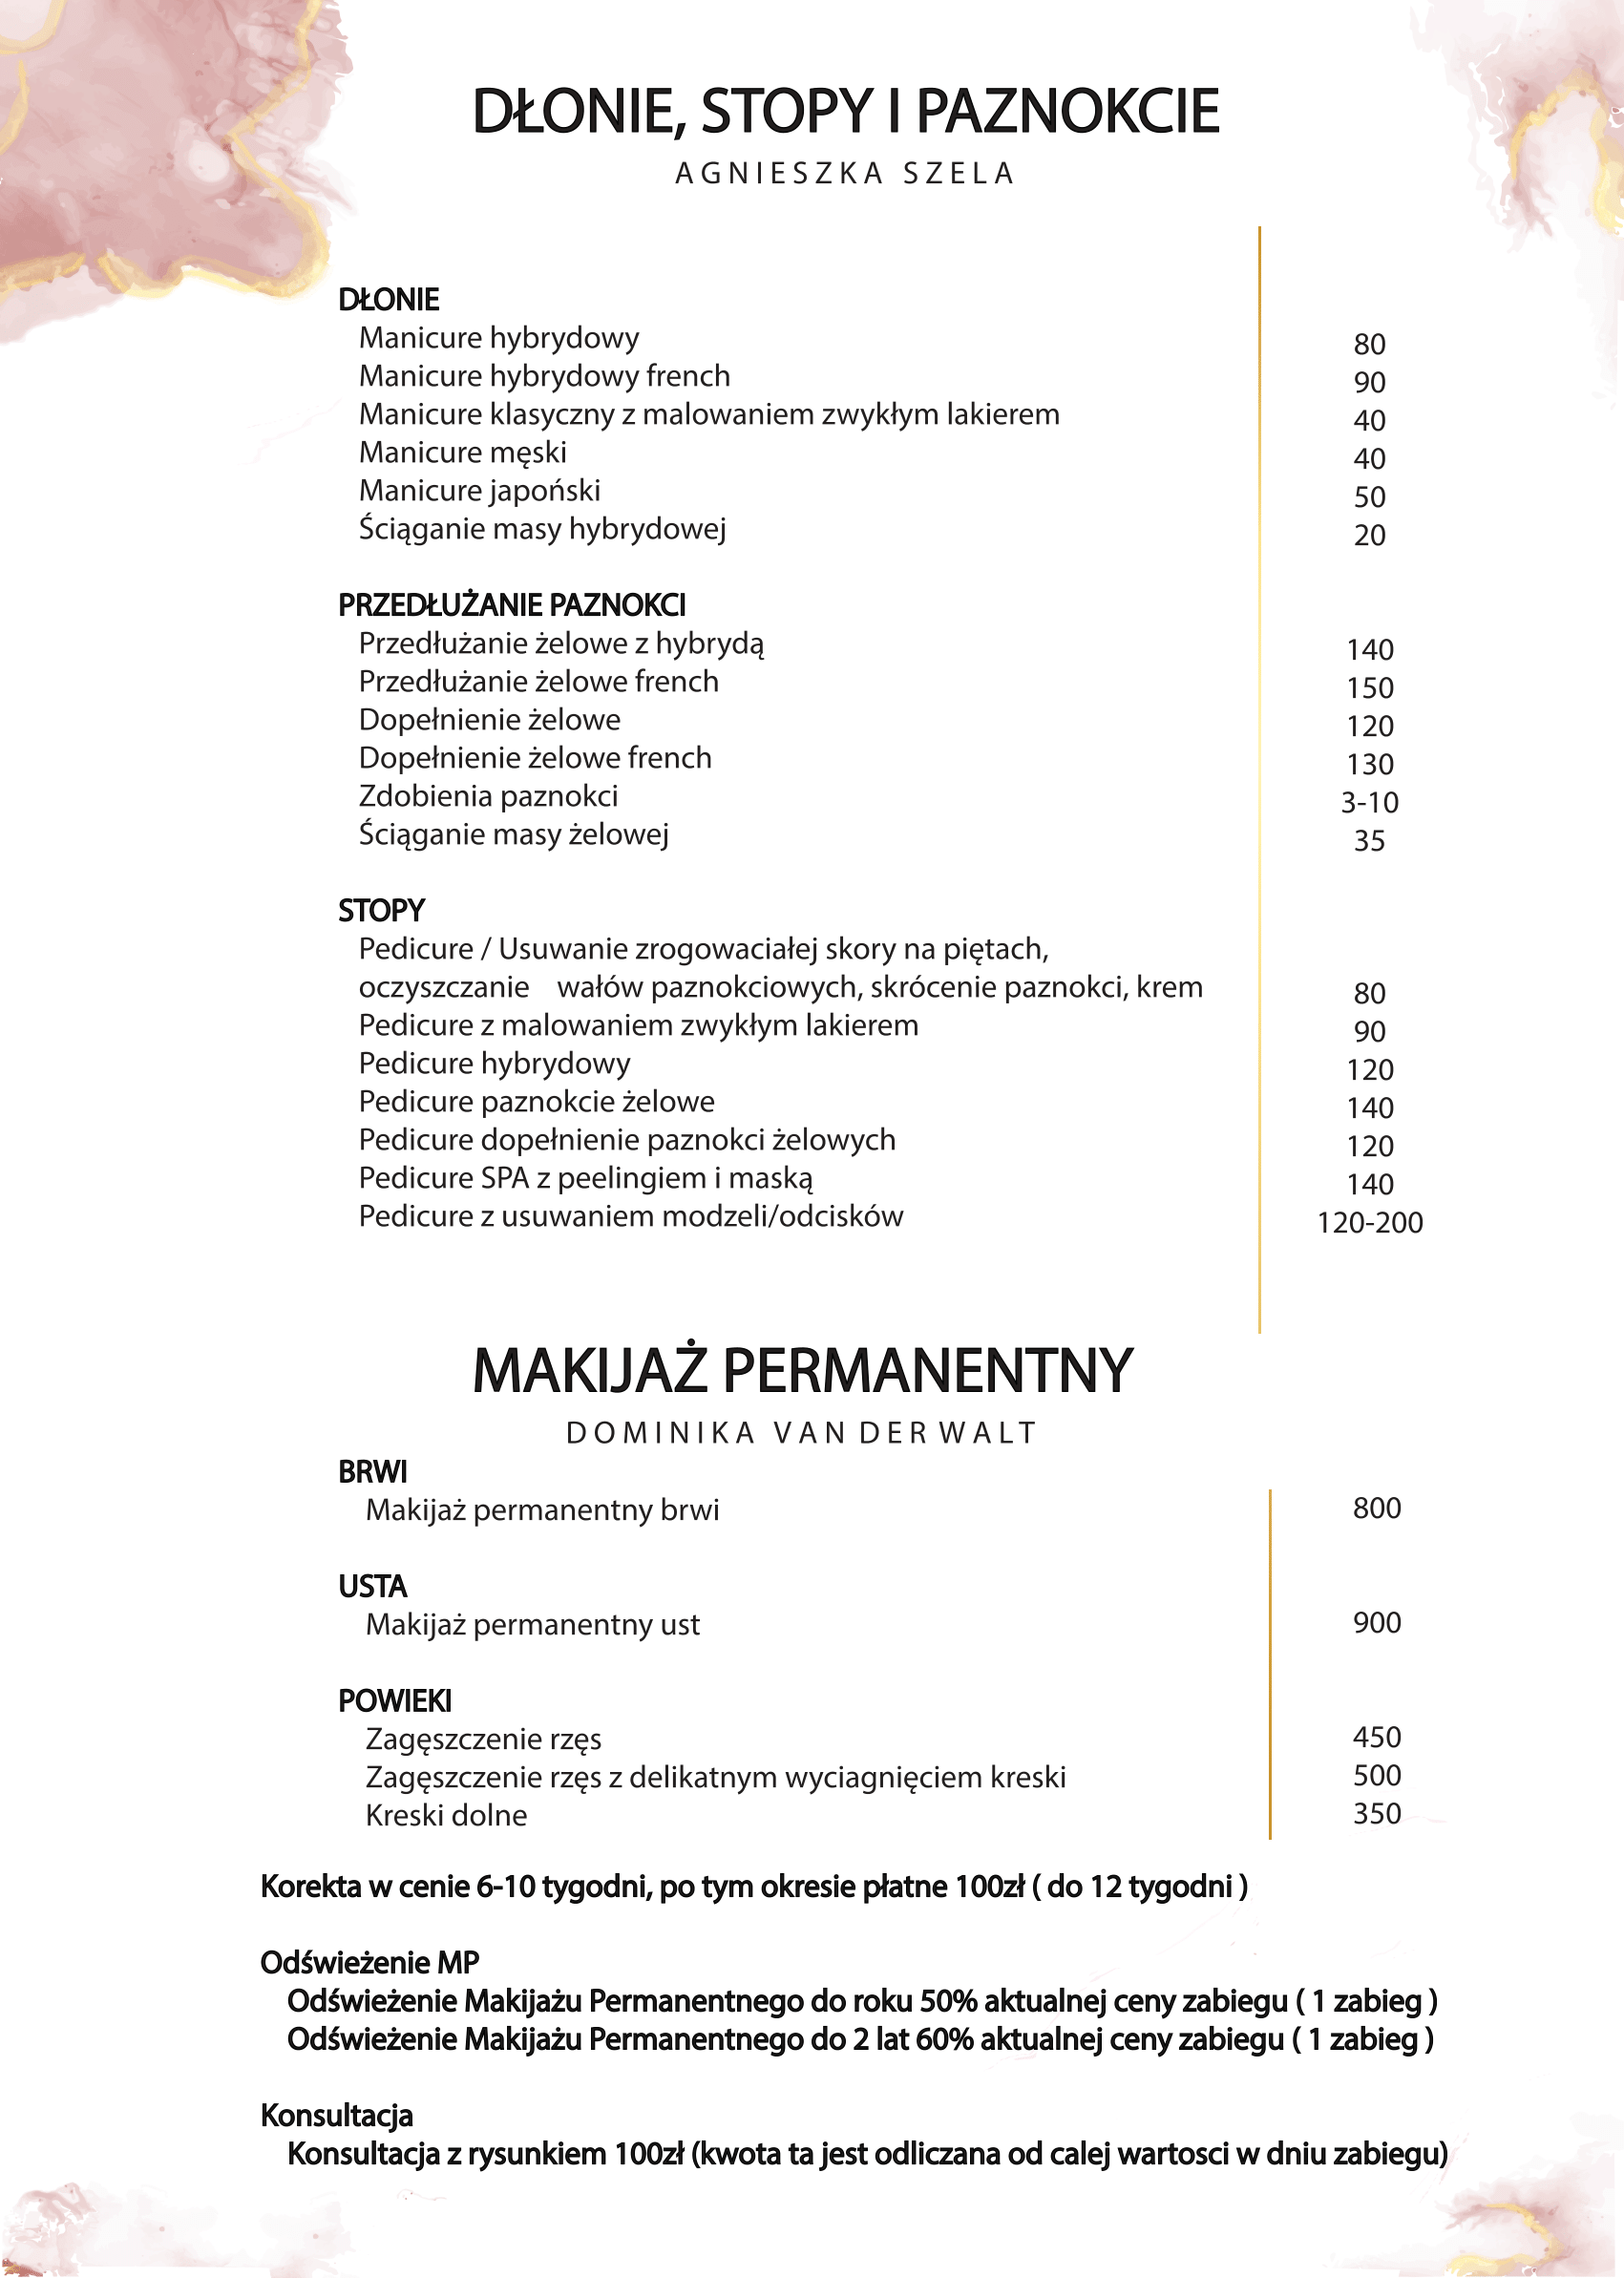 DŁONIE, STOPY I PAZNOKCIE
AGNIESZKA SZELA
DŁONIE
Manicure hybrydowy 80
Manicure hybrydowy french 90
Manicure klasyczny z malowaniem zwykłym lakierem 40
Manicure męski 40
Manicure japoński 50
Ściąganie masy hybrydowej 20
PRZEDŁUŻANIE PAZNOKCI
Przedłużanie żelowe z hybrydą 140
Przedłużanie żelowe french 150
Dopełnienie żelowe 120
Dopełnienie żelowe french 130
Zdobienia paznokci 3-10
Ściąganie masy żelowej 35
STOPY
Pedicure / Usuwanie zrogowaciałej skory na piętach,
oczyszczanie wałów paznokciowych, skrócenie paznokci, krem 80
Pedicure z malowaniem zwykłym lakierem 90
Pedicure hybrydowy 120
Pedicure paznokcie żelowe 140
Pedicure dopełnienie paznokci żelowych 120
Pedicure SPA z peelingiem i maską 140
Pedicure z usuwaniem modzeli/odcisków 120-200
MAKIJAŻ PERMANENTNY
DOMINIKA VAN DER WALT
BRWI
Makijaż permanentny brwi 800
USTA
Makijaż permanentny ust 900
POWIEKI
Zagęszczenie rzęs 450
Zagęszczenie rzęs z delikatnym wyciagnięciem kreski 500
Kreski dolne 350
Korekta w cenie 6-10 tygodni, po tym okresie płatne 100zł ( do 12 tygodni )
Odświeżenie MP
Odświeżenie Makijażu Permanentnego do roku 50% aktualnej ceny zabiegu ( 1 zabieg )
Odświeżenie Makijażu Permanentnego do 2 lat 60% aktualnej ceny zabiegu ( 1 zabieg )
Konsultacja
Konsultacja z rysunkiem 100zł (kwota ta jest odliczana od calej wartosci w dniu zabiegu)